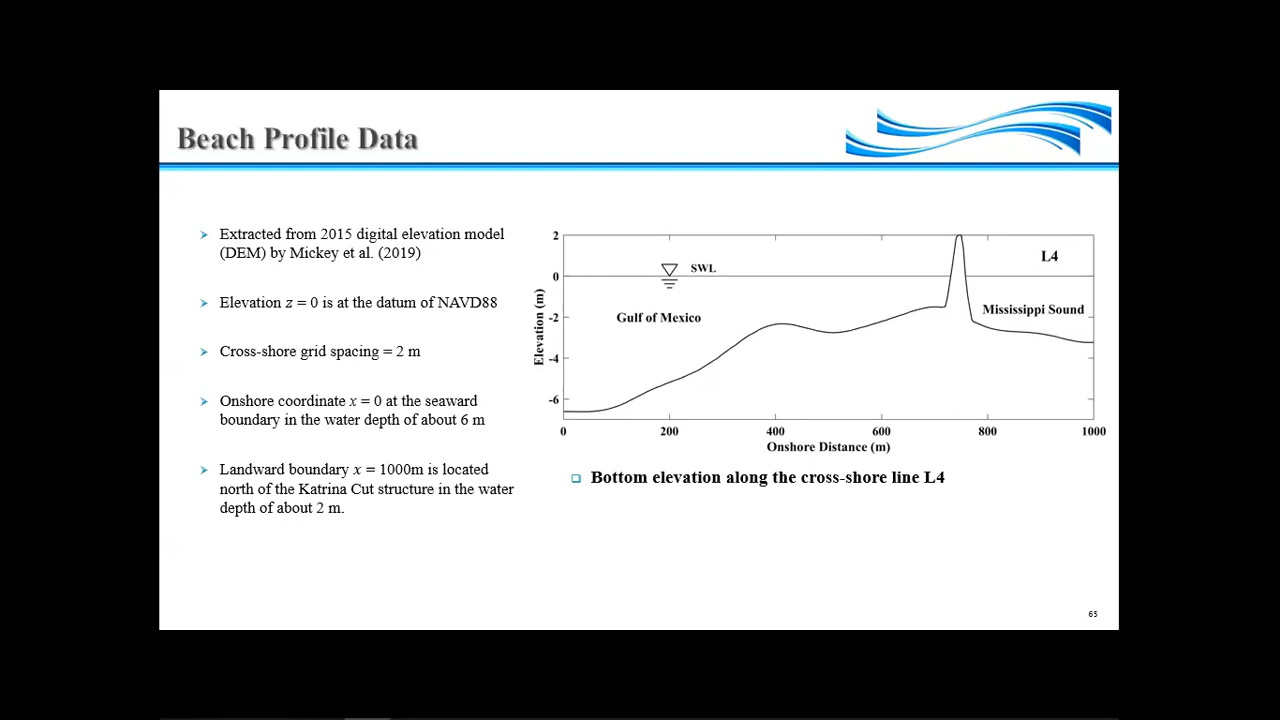 Beach Profile Data
Extracted from 2015 digital elevation model
(DEM) by Mickey et al. (2019)
Elevation z = 0 is at the datum of NAVD88
Cross-shore grid spacing = 2 m
Onshore coordinate x = 0 at the seaward
boundary in the water depth of about 6 m
Landward boundary x = 1000m is located
north of the Katrina Cut structure in the water
depth of about 2 m.
2
0
-2
-4
-6
Elevation (m)
SWL
L4
Gulf of Mexico
Mississippi Sound
0 200 400 600 800 1000
Onshore Distance (m)
Bottom elevation along the cross-shore line L4
65